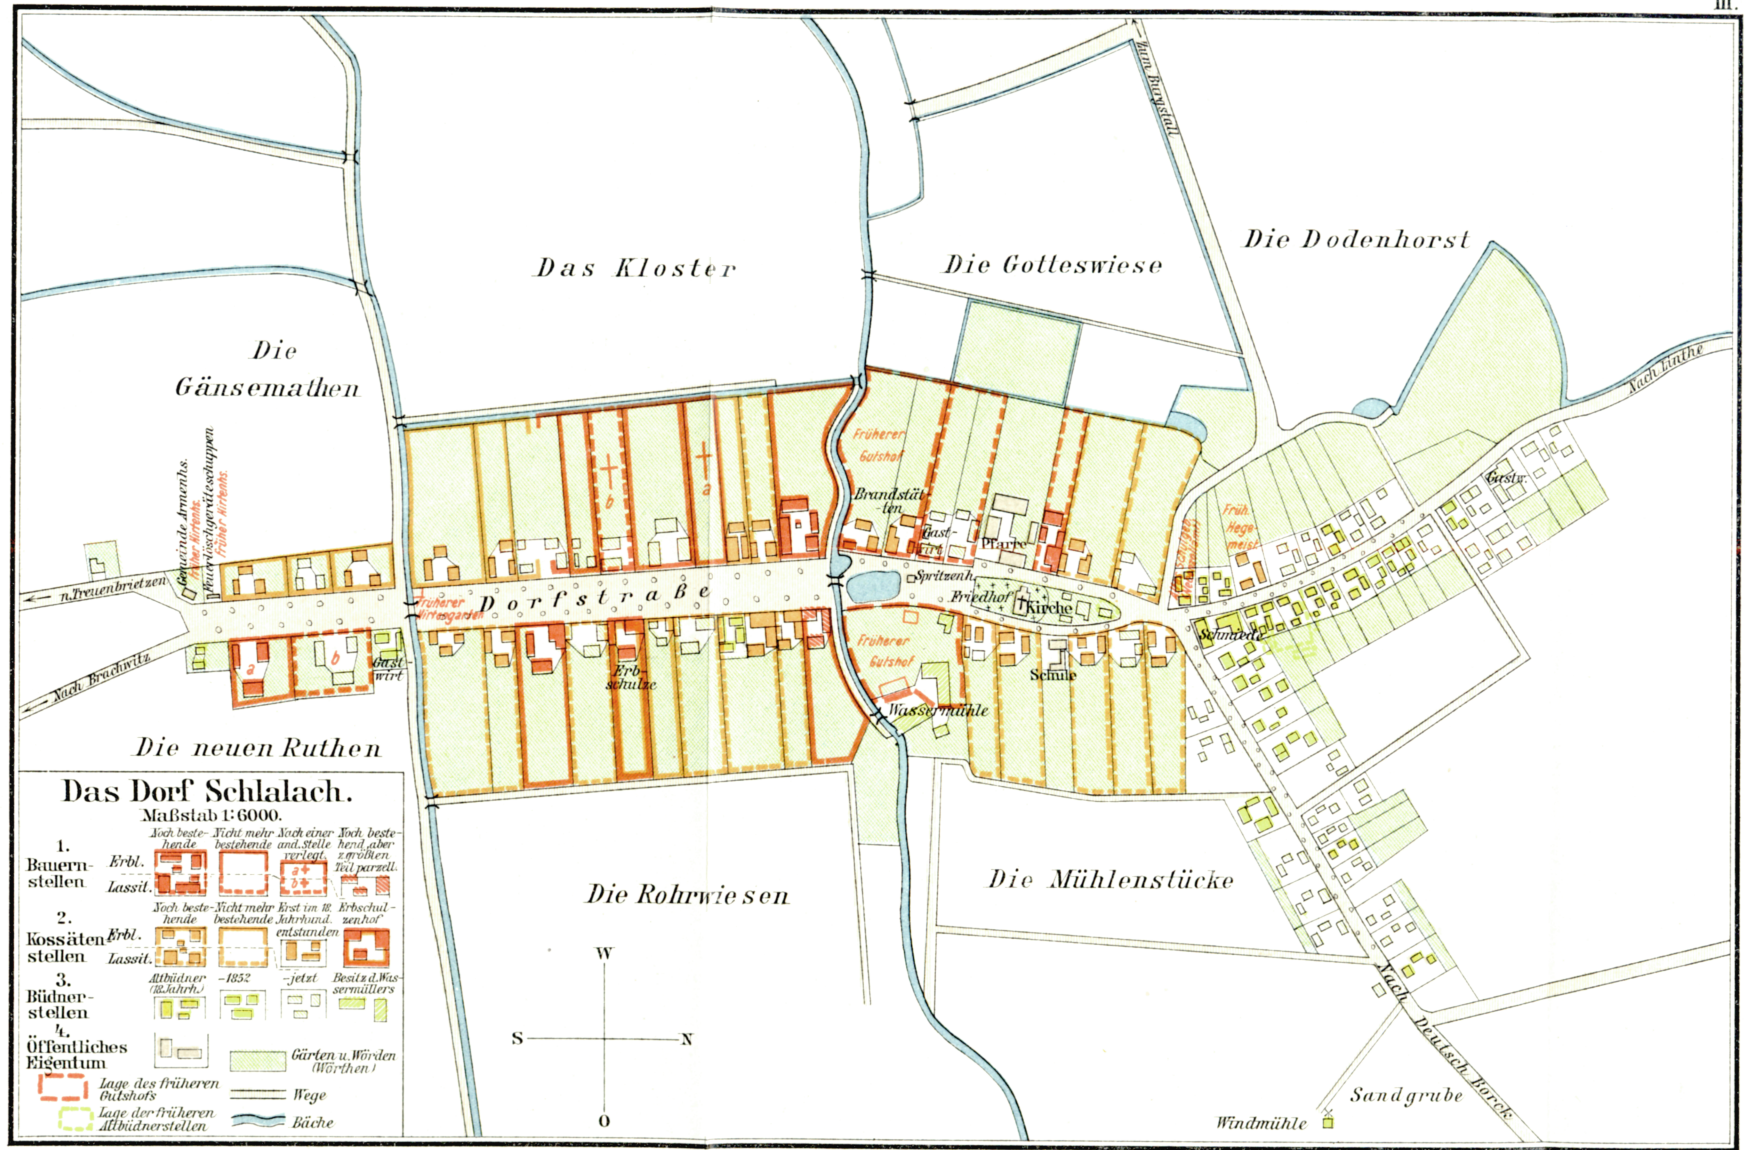 III.
Zum Burgstall
Die Dodenhorst
Das Kloster
Die Gotteswiese
Die
Gänsemathen
Nach Linthe
Gemeinde Armenhs.
Früher Hirtenhs.
Feuerlöschgeräteschuppen.
Früher Hirtenhs.
b
a
Früherer
Gutshof
Brandstät-
-ten
Gast-
wirt
Pfarre
Früh.
Hege-
meist.
Gastw.
n. Treuenbrietzen
Spritzenh.
Früherer
Hirtengarten
Dorfstraße
Friedhof
Kirche
Schmiede
Früherer
Gutshof
a
b
Gast-
wirt
Erb-
schulze
Schule
Nach Brachwitz
Wassermühle
Die neuen Ruthen
Das Dorf Schlalach.
Maßstab 1:6000.
1.
Bauern-
stellen
Erbl.
Lassit.
Noch beste-
hende
Nicht mehr
bestehende
Nach einer
and. Stelle
verlegt.
Noch beste-
hend, aber
z. größten
Teil parzell.
a+
b+
2.
Kossäten-
stellen
Erbl.
Lassit.
Noch beste-
hende
Nicht mehr
bestehende
Erst im 18.
Jahrhund.
entstanden
Erbschul-
zenhof
3.
Büdner-
stellen
Altbüdner
(18. Jahrh.)
-1852
-jetzt
Besitz d. Was-
sermüllers
4.
Öffentliches
Eigentum
Gärten u. Wörden
(Wörthen)
Lage des früheren
Gutshofs
Wege
Lage der früheren
Altbüdnerstellen
Bäche
Die Rohrwiesen
Die Mühlenstücke
W
S
N
O
Nach Deutsch Borck
Sandgrube
Windmühle